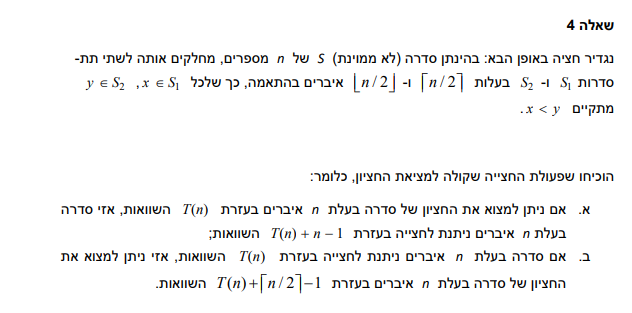 שאלה 4
נגדיר חציה באופן הבא: בהינתן סדרה (לא ממוינת) S של n מספרים, מחלקים אותה לשתי תת-
סדרות S₁ ו- S₂ בעלות ⌈n/2⌉ ו- ⌊n/2⌋ איברים בהתאמה, כך שלכל x ∈ S₁ , y ∈ S₂
מתקיים x < y .
הוכיחו שפעולת החצייה שקולה למציאת החציון, כלומר:
א. אם ניתן למצוא את החציון של סדרה בעלת n איברים בעזרת T(n) השוואות, אזי סדרה
בעלת n איברים ניתנת לחצייה בעזרת T(n) + n − 1 השוואות;
ב. אם סדרה בעלת n איברים ניתנת לחצייה בעזרת T(n) השוואות, אזי ניתן למצוא את
החציון של סדרה בעלת n איברים בעזרת T(n)+⌈n/2⌉−1 השוואות.